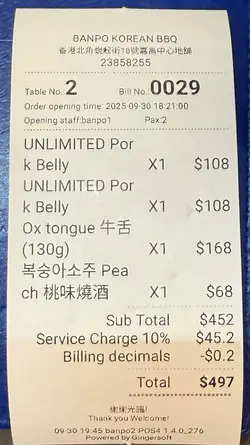 BANPO KOREAN BBQ
香港北角蜆殼街18號嘉富中心地舖
23858255
Table No.:2 Bill No.:0029
Order opening time: 2025-09-30 18:21:00
Opening staff:banpo1 Pax:2
UNLIMITED Por
k Belly X1 $108
UNLIMITED Por
k Belly X1 $108
Ox tongue 牛舌
(130g) X1 $168
복숭아소주 Pea
ch 桃味燒酒 X1 $68
Sub Total $452
Service Charge 10% $45.2
Billing decimals -$0.2
Total $497
謝謝光臨!
Thank you Welcome!
09-30 19:45 banpo2 POS4 1.4.0_276
Powered by Gingersoft